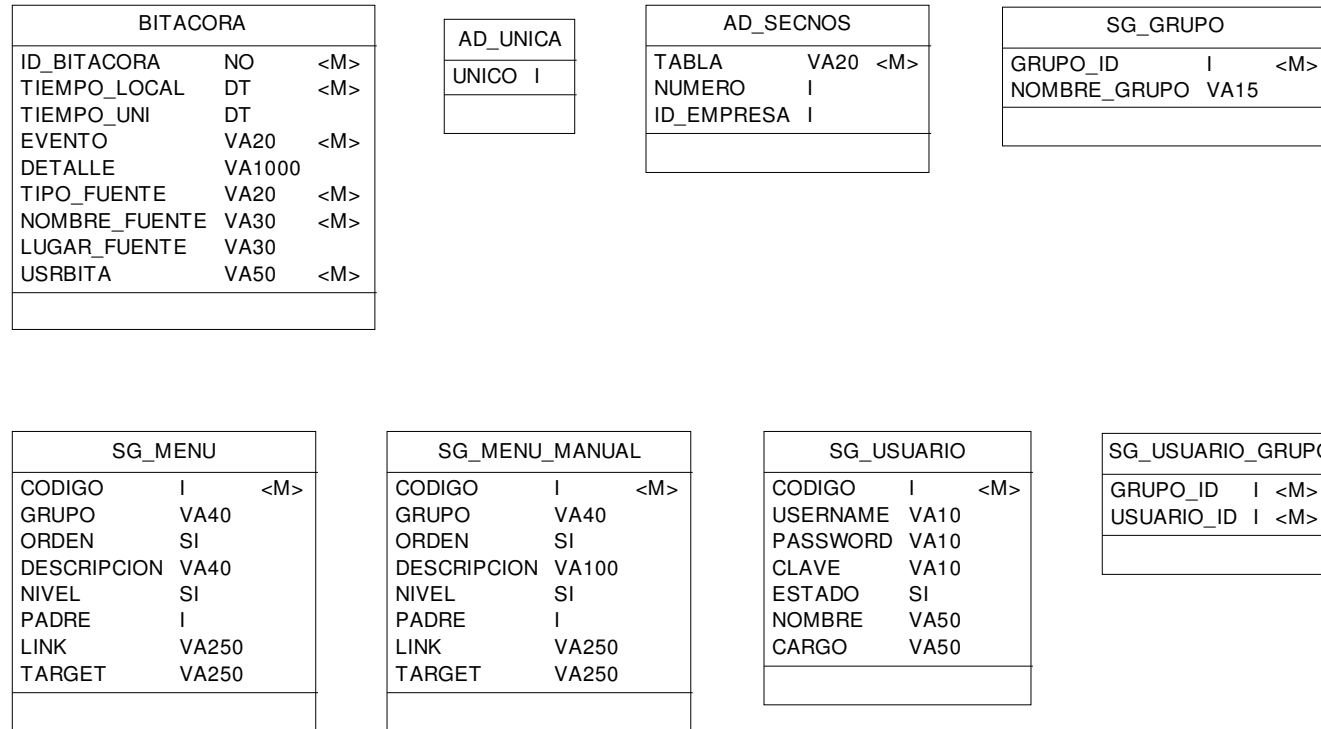 BITACORA
ID_BITACORA NO <M>
TIEMPO_LOCAL DT <M>
TIEMPO_UNI DT
EVENTO VA20 <M>
DETALLE VA1000
TIPO_FUENTE VA20 <M>
NOMBRE_FUENTE VA30 <M>
LUGAR_FUENTE VA30
USRBITA VA50 <M>
AD_UNICA
UNICO I
AD_SECNOS
TABLA VA20 <M>
NUMERO I
ID_EMPRESA I
SG_GRUPO
GRUPO_ID I <M>
NOMBRE_GRUPO VA15
SG_MENU
CODIGO I <M>
GRUPO VA40
ORDEN SI
DESCRIPCION VA40
NIVEL SI
PADRE I
LINK VA250
TARGET VA250
SG_MENU_MANUAL
CODIGO I <M>
GRUPO VA40
ORDEN SI
DESCRIPCION VA100
NIVEL SI
PADRE I
LINK VA250
TARGET VA250
SG_USUARIO
CODIGO I <M>
USERNAME VA10
PASSWORD VA10
CLAVE VA10
ESTADO SI
NOMBRE VA50
CARGO VA50
SG_USUARIO_GRUPO
GRUPO_ID I <M>
USUARIO_ID I <M>